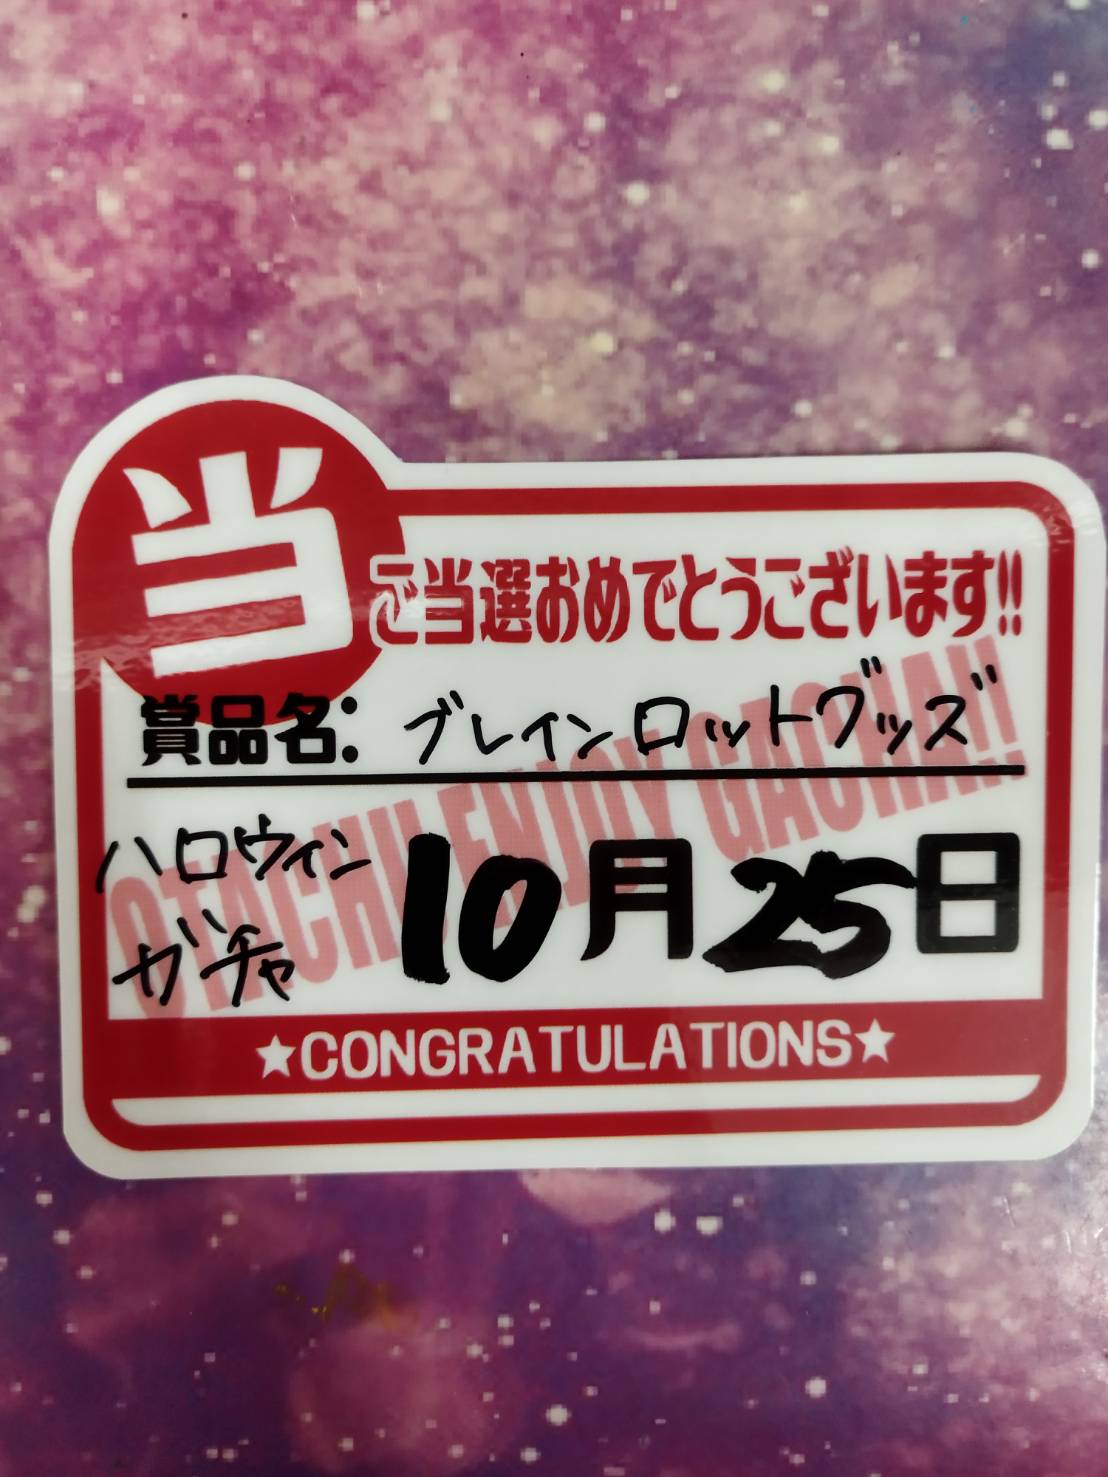 当
ご当選おめでとうございます!!
賞品名: ブレインロットグッズ
OTACHU ENJOY GACHA!!
ハロウィン
ガチャ
10月25日
★CONGRATULATIONS★